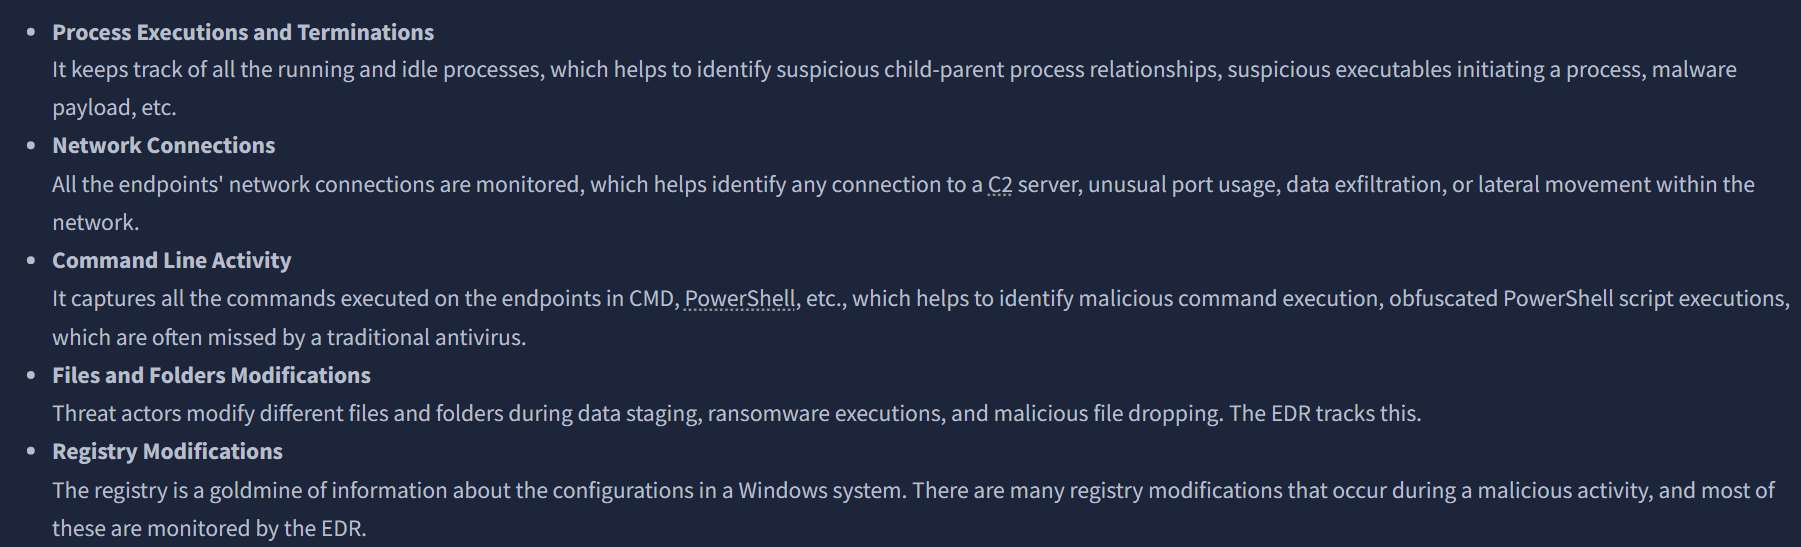 Process Executions and Terminations
It keeps track of all the running and idle processes, which helps to identify suspicious child-parent process relationships, suspicious executables initiating a process, malware
payload, etc.
Network Connections
All the endpoints' network connections are monitored, which helps identify any connection to a C2 server, unusual port usage, data exfiltration, or lateral movement within the
network.
Command Line Activity
It captures all the commands executed on the endpoints in CMD, PowerShell, etc., which helps to identify malicious command execution, obfuscated PowerShell script executions,
which are often missed by a traditional antivirus.
Files and Folders Modifications
Threat actors modify different files and folders during data staging, ransomware executions, and malicious file dropping. The EDR tracks this.
Registry Modifications
The registry is a goldmine of information about the configurations in a Windows system. There are many registry modifications that occur during a malicious activity, and most of
these are monitored by the EDR.